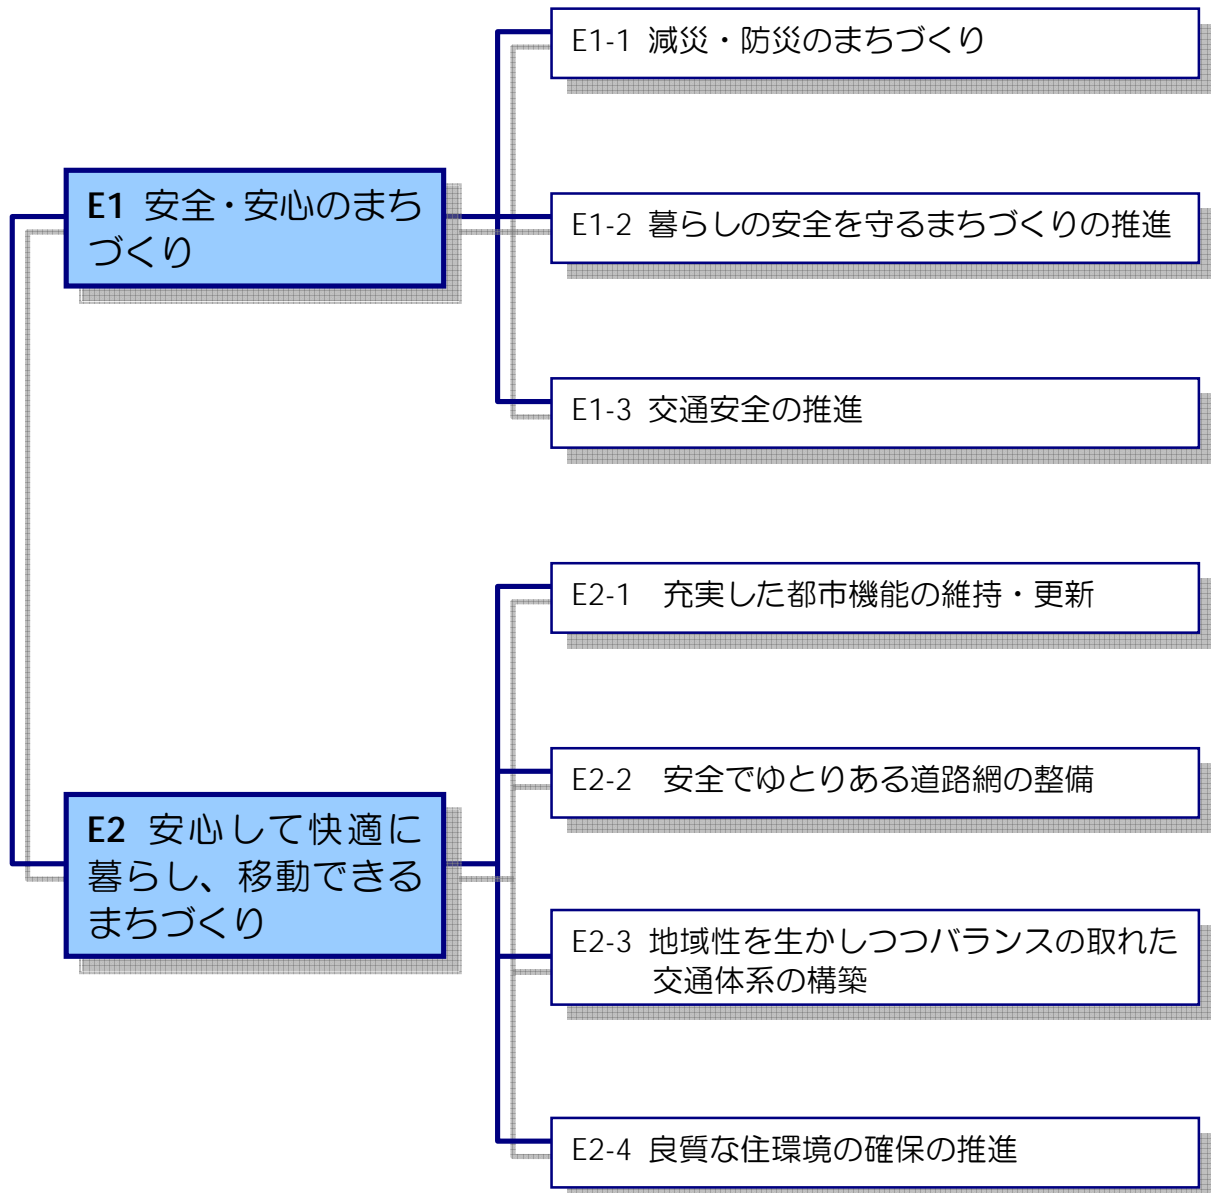 E1-1 減災・防災のまちづくり
E1 安全・安心のまち
づくり
E1-2 暮らしの安全を守るまちづくりの推進
E1-3 交通安全の推進
E2-1　充実した都市機能の維持・更新
E2-2　安全でゆとりある道路網の整備
E2 安心して快適に
暮らし、移動できる
まちづくり
E2-3 地域性を生かしつつバランスの取れた
交通体系の構築
E2-4 良質な住環境の確保の推進